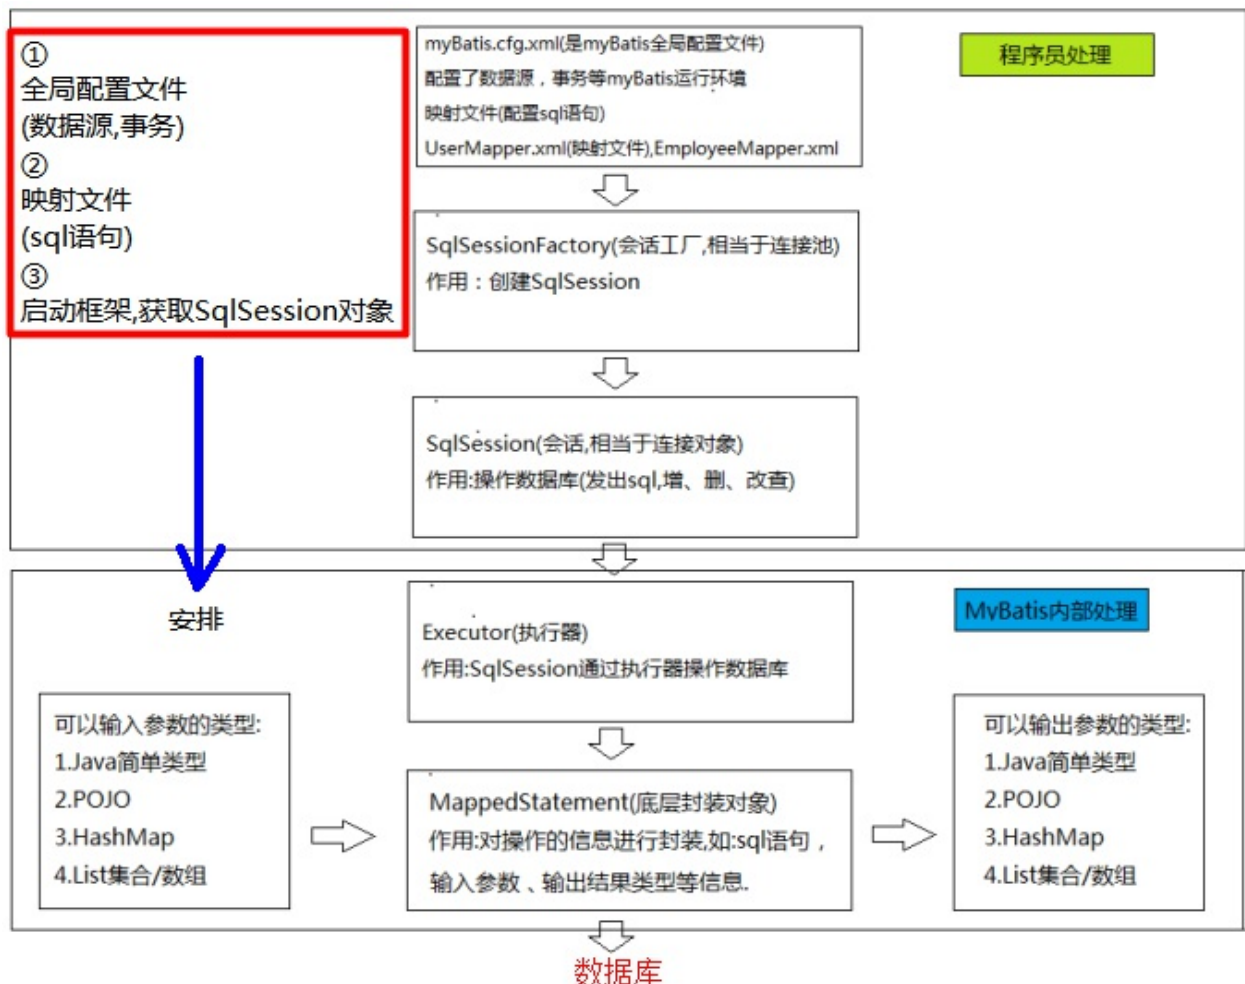 ①
全局配置文件
(数据源,事务)
②
映射文件
(sql语句)
③
启动框架,获取SqlSession对象
myBatis.cfg.xml(是myBatis全局配置文件)
配置了数据源，事务等myBatis运行环境
映射文件(配置sql语句)
UserMapper.xml(映射文件),EmployeeMapper.xml
程序员处理
SqlSessionFactory(会话工厂,相当于连接池)
作用：创建SqlSession
SqlSession(会话,相当于连接对象)
作用:操作数据库(发出sql,增、删、改查)
安排
Executor(执行器)
作用:SqlSession通过执行器操作数据库
MyBatis内部处理
可以输入参数的类型:
1.Java简单类型
2.POJO
3.HashMap
4.List集合/数组
MappedStatement(底层封装对象)
作用:对操作的信息进行封装,如:sql语句，
输入参数、输出结果类型等信息.
可以输出参数的类型:
1.Java简单类型
2.POJO
3.HashMap
4.List集合/数组
数据库